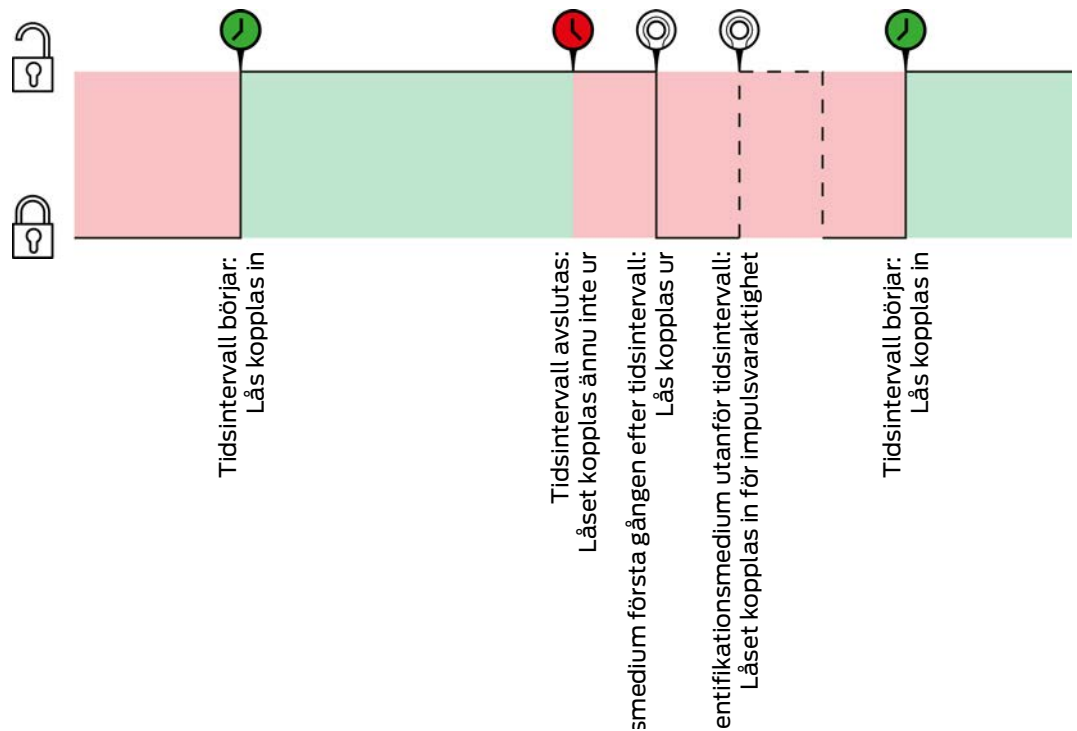 Tidsintervall börjar:
Lås kopplas in
Tidsintervall avslutas:
Låset kopplas ännu inte ur
smedium första gången efter tidsintervall:
Lås kopplas ur
entifikationsmedium utanför tidsintervall:
Låset kopplas in för impulsvaraktighet
Tidsintervall börjar:
Lås kopplas in